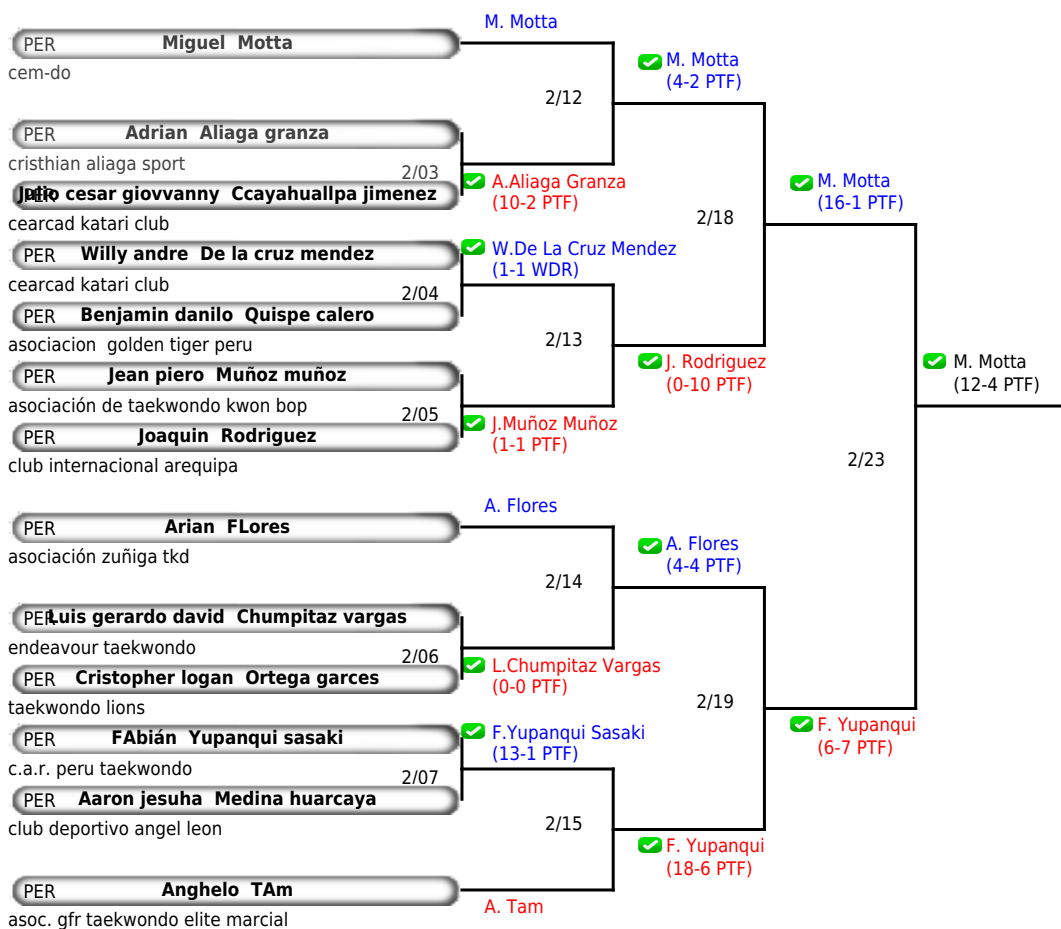 M. Motta
PER Miguel Motta
cem-do
M. Motta
(4-2 PTF)
2/12
PER Adrian Aliaga granza
cristhian aliaga sport
2/03
A.Aliaga Granza
(10-2 PTF)
PER Julio cesar giovvanny Ccayahuallpa jimenez
cearcad katari club
M. Motta
(16-1 PTF)
2/18
PER Willy andre De la cruz mendez
cearcad katari club
W.De La Cruz Mendez
(1-1 WDR)
2/04
PER Benjamin danilo Quispe calero
asociacion golden tiger peru
2/13
J. Rodriguez
(0-10 PTF)
PER Jean piero Muñoz muñoz
asociación de taekwondo kwon bop
2/05
J.Muñoz Muñoz
(1-1 PTF)
PER Joaquin Rodriguez
club internacional arequipa
M. Motta
(12-4 PTF)
2/23
A. Flores
PER Arian FLores
asociación zuñiga tkd
A. Flores
(4-4 PTF)
2/14
PER Luis gerardo david Chumpitaz vargas
endeavour taekwondo
2/06
L.Chumpitaz Vargas
(0-0 PTF)
PER Cristopher logan Ortega garces
taekwondo lions
2/19
F. Yupanqui
(6-7 PTF)
PER FAbián Yupanqui sasaki
c.a.r. peru taekwondo
F.Yupanqui Sasaki
(13-1 PTF)
2/07
PER Aaron jesuha Medina huarcaya
club deportivo angel leon
2/15
F. Yupanqui
(18-6 PTF)
PER Anghelo TAm
asoc. gfr taekwondo elite marcial
A. Tam